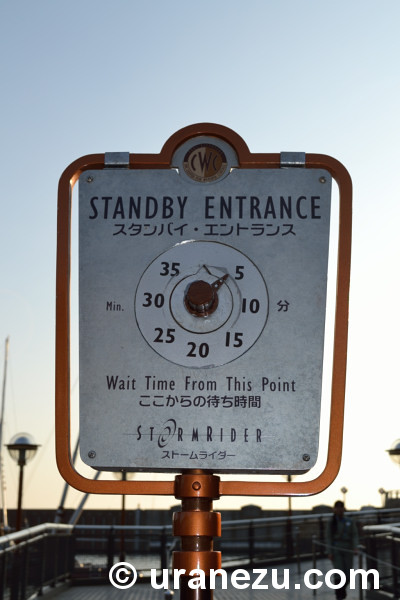 CWC
STANDBY ENTRANCE
スタンバイ・エントランス
35 5
Min. 30 10 分
25 15
20
Wait Time From This Point
ここからの待ち時間
STORMRIDER
ストームライダー
© uranezu.com